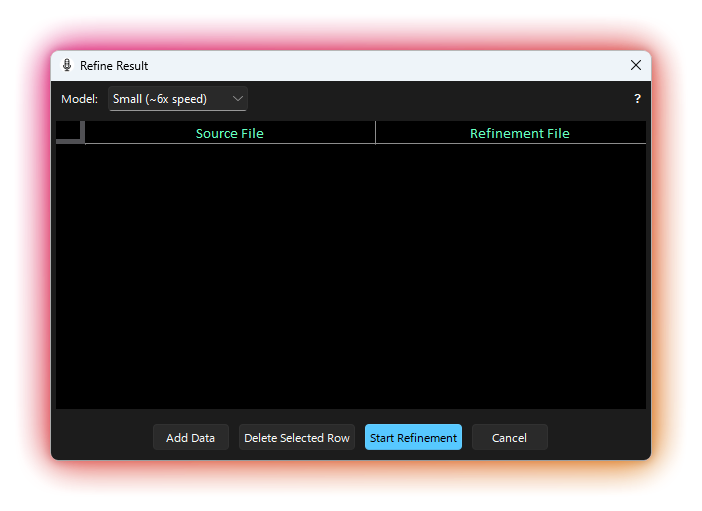 Refine Result
Model: Small (~6x speed) ?
Source File Refinement File
Add Data Delete Selected Row Start Refinement Cancel